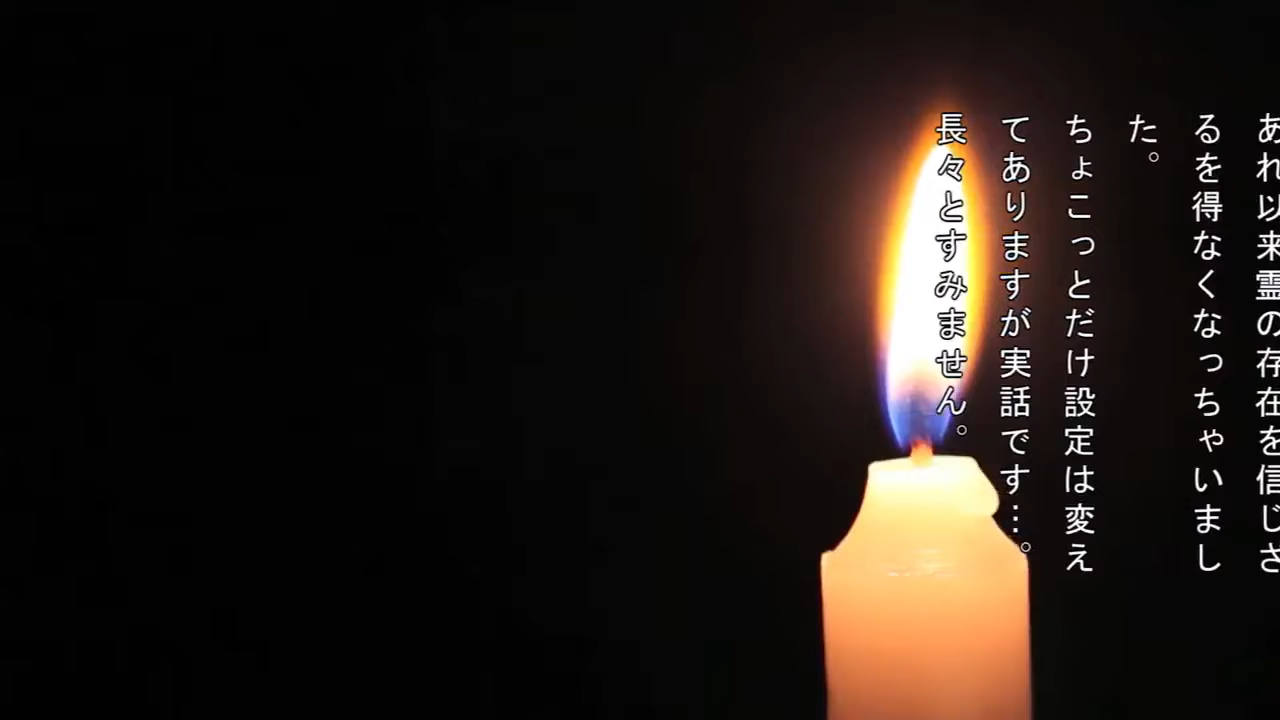 あれ以来霊の存在を信じざ
るを得なくなっちゃいまし
た。
ちょこっとだけ設定は変え
てありますが実話です…。
長々とすみません。